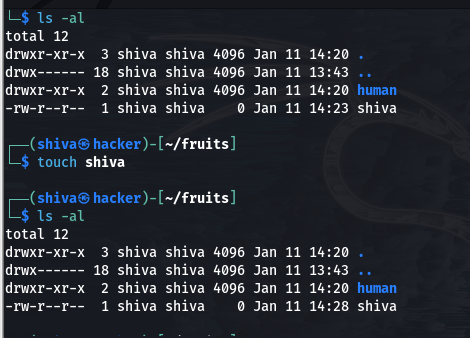 └─$ ls -al
total 12
drwxr-xr-x  3 shiva shiva 4096 Jan 11 14:20 .
drwx------ 18 shiva shiva 4096 Jan 11 13:43 ..
drwxr-xr-x  2 shiva shiva 4096 Jan 11 14:20 human
-rw-r--r--  1 shiva shiva    0 Jan 11 14:23 shiva
┌──(shiva㉿hacker)-[~/fruits]
└─$ touch shiva
┌──(shiva㉿hacker)-[~/fruits]
└─$ ls -al
total 12
drwxr-xr-x  3 shiva shiva 4096 Jan 11 14:20 .
drwx------ 18 shiva shiva 4096 Jan 11 13:43 ..
drwxr-xr-x  2 shiva shiva 4096 Jan 11 14:20 human
-rw-r--r--  1 shiva shiva    0 Jan 11 14:28 shiva